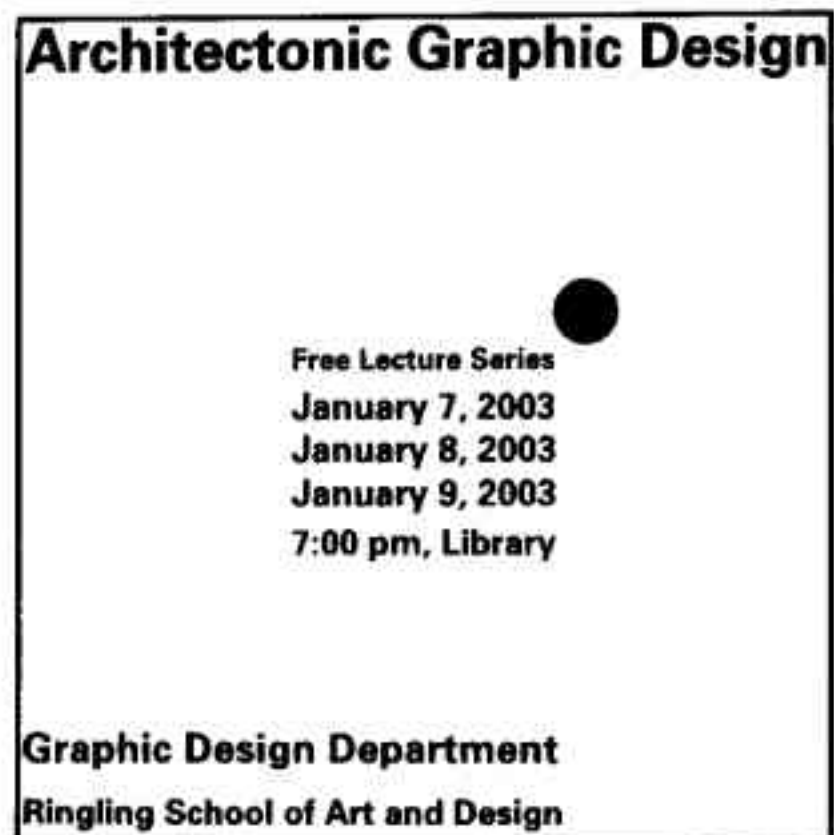 Architectonic Graphic Design
Free Lecture Series
January 7, 2003
January 8, 2003
January 9, 2003
7:00 pm, Library
Graphic Design Department
Ringling School of Art and Design